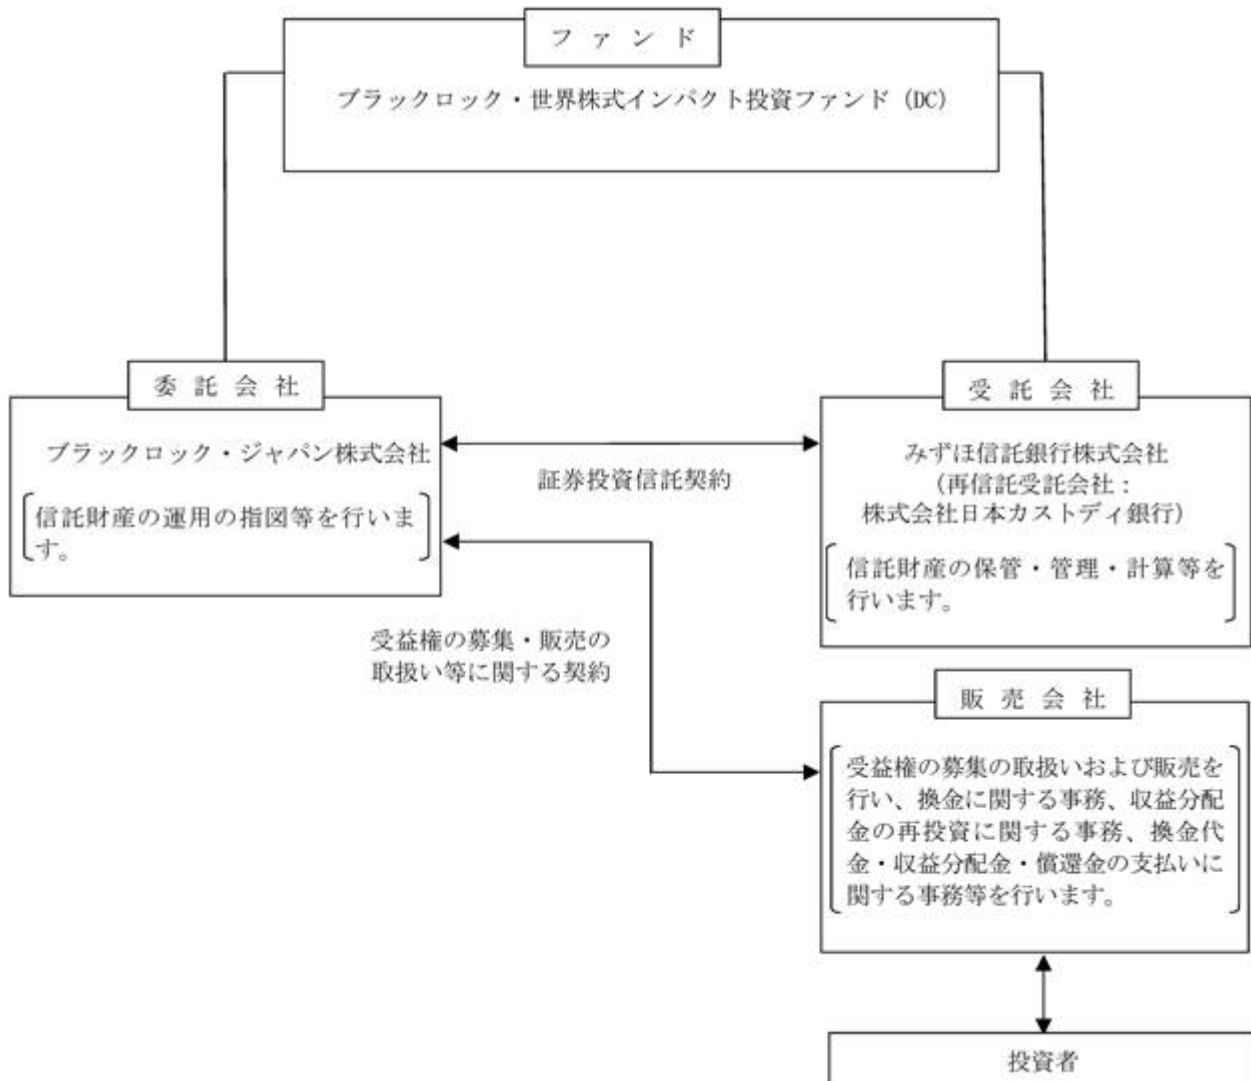 ファンド
ブラックロック・世界株式インパクト投資ファンド（DC）
委託会社
ブラックロック・ジャパン株式会社
信託財産の運用の指図等を行いま
す。
証券投資信託契約
受託会社
みずほ信託銀行株式会社
（再信託受託会社：
株式会社日本カストディ銀行）
信託財産の保管・管理・計算等を
行います。
受益権の募集・販売の
取扱い等に関する契約
販売会社
受益権の募集の取扱いおよび販売を
行い、換金に関する事務、収益分配
金の再投資に関する事務、換金代
金・収益分配金・償還金の支払いに
関する事務等を行います。
投資者